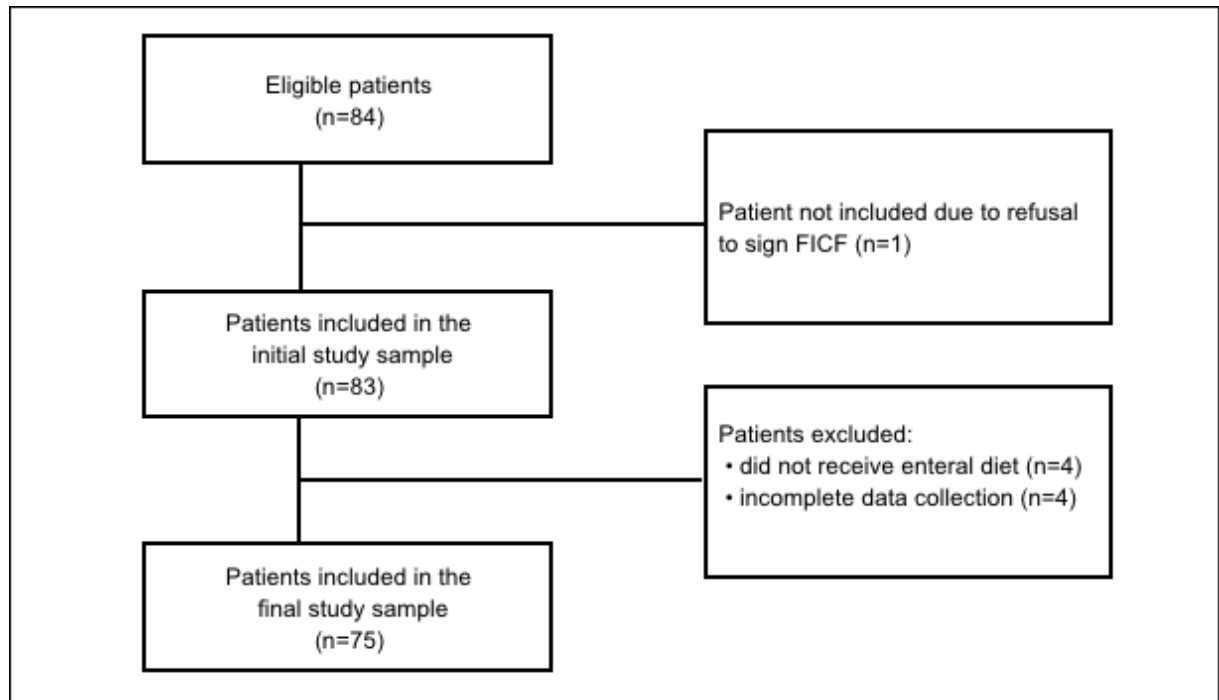 Eligible patients
(n=84)
Patient not included due to refusal
to sign FICF (n=1)
Patients included in the
initial study sample
(n=83)
Patients excluded:
• did not receive enteral diet (n=4)
• incomplete data collection (n=4)
Patients included in the
final study sample
(n=75)